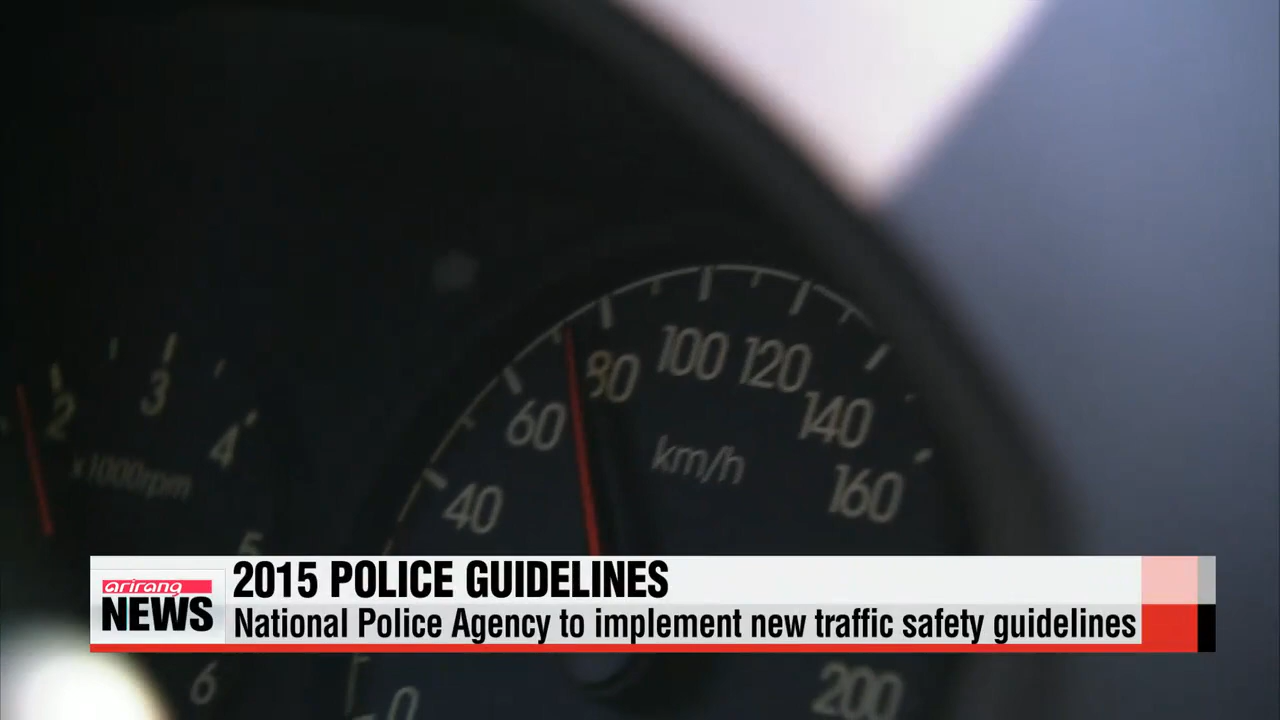 100 120
80
140
60
km/h
160
40
3
2
4
x1000rpm
5
arirang
NEWS
2015 POLICE GUIDELINES
National Police Agency to implement new traffic safety guidelines
6
0
200